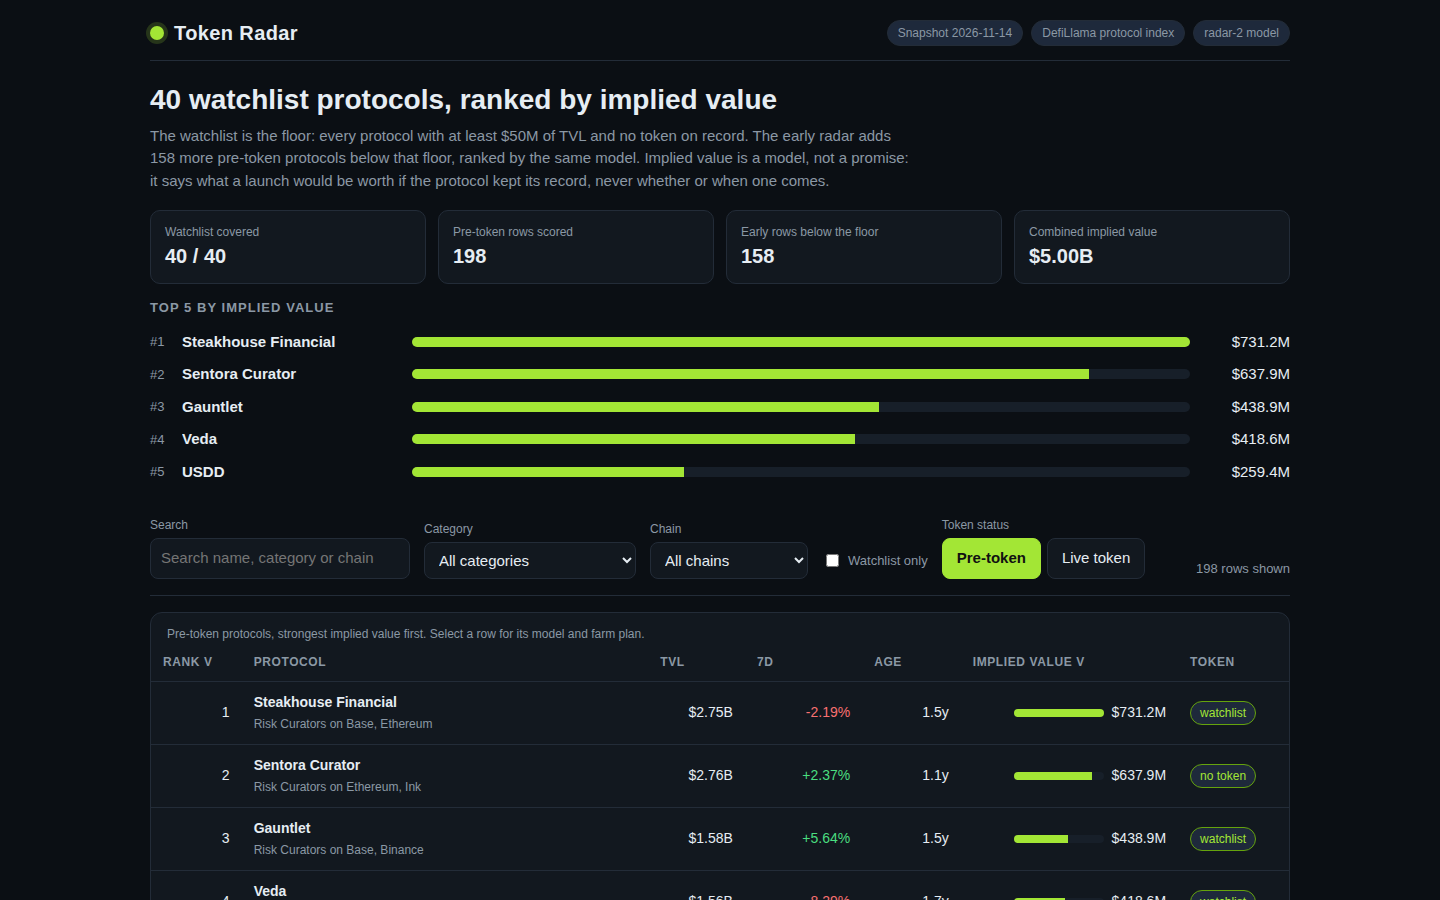 Token Radar
Snapshot 2026-11-14
DefiLlama protocol index
radar-2 model
40 watchlist protocols, ranked by implied value
The watchlist is the floor: every protocol with at least $50M of TVL and no token on record. The early radar adds
158 more pre-token protocols below that floor, ranked by the same model. Implied value is a model, not a promise:
it says what a launch would be worth if the protocol kept its record, never whether or when one comes.
Watchlist covered
40 / 40
Pre-token rows scored
198
Early rows below the floor
158
Combined implied value
$5.00B
TOP 5 BY IMPLIED VALUE
#1 Steakhouse Financial $731.2M
#2 Sentora Curator $637.9M
#3 Gauntlet $438.9M
#4 Veda $418.6M
#5 USDD $259.4M
Search
Search name, category or chain
Category
All categories
Chain
All chains
Watchlist only
Token status
Pre-token
Live token
198 rows shown
Pre-token protocols, strongest implied value first. Select a row for its model and farm plan.
RANK V PROTOCOL TVL 7D AGE IMPLIED VALUE V TOKEN
1 Steakhouse Financial $2.75B -2.19% 1.5y $731.2M watchlist
Risk Curators on Base, Ethereum
2 Sentora Curator $2.76B +2.37% 1.1y $637.9M no token
Risk Curators on Ethereum, Ink
3 Gauntlet $1.58B +5.64% 1.5y $438.9M watchlist
Risk Curators on Base, Binance
Veda